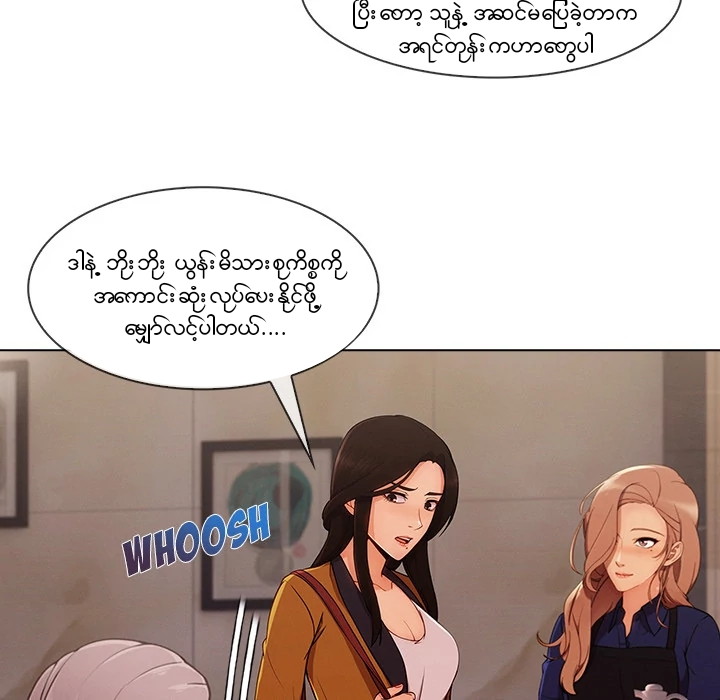 ပြီးတော့ သူနဲ့ အဆင်မပြေခဲ့တာက
အရင်တုန်းကဟာတွေပါ
ဒါနဲ့ ဘိုးဘိုး ယွန်းမိသားစုကိစ္စကို
အကောင်းဆုံး လုပ်ပေးနိုင်ဖို့
မျှော်လင့်ပါတယ်....
WHOOSH